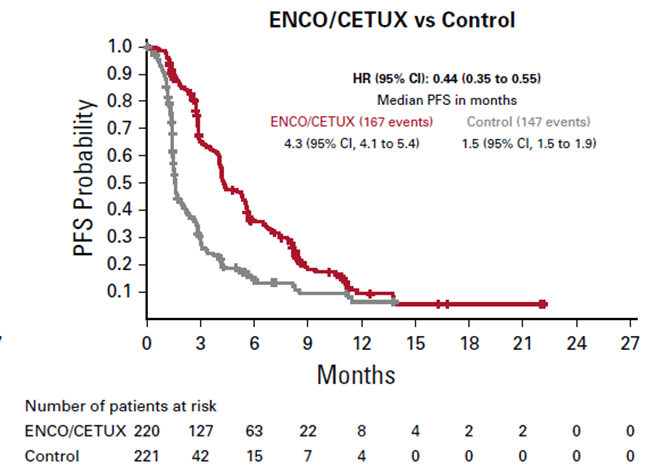 ENCO/CETUX vs Control
HR (95% CI): 0.44 (0.35 to 0.55)
Median PFS in months
ENCO/CETUX (167 events) Control (147 events)
4.3 (95% CI, 4.1 to 5.4) 1.5 (95% CI, 1.5 to 1.9)
PFS Probability
1.0
0.9
0.8
0.7
0.6
0.5
0.4
0.3
0.2
0.1
0 3 6 9 12 15 18 21 24 27
Months
Number of patients at risk
ENCO/CETUX 220 127 63 22 8 4 2 2 0 0
Control 221 42 15 7 4 0 0 0 0 0